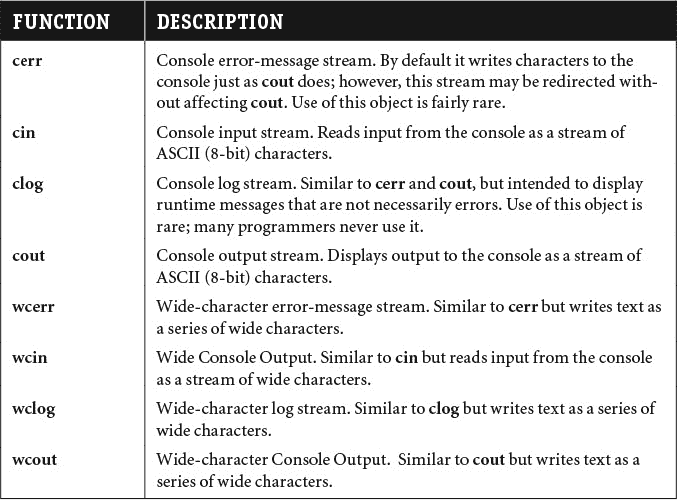 FUNCTION DESCRIPTION
cerr Console error-message stream. By default it writes characters to the
console just as cout does; however, this stream may be redirected with-
out affecting cout. Use of this object is fairly rare.
cin Console input stream. Reads input from the console as a stream of
ASCII (8-bit) characters.
clog Console log stream. Similar to cerr and cout, but intended to display
runtime messages that are not necessarily errors. Use of this object is
rare; many programmers never use it.
cout Console output stream. Displays output to the console as a stream of
ASCII (8-bit) characters.
wcerr Wide-character error-message stream. Similar to cerr but writes text as
a series of wide characters.
wcin Wide Console Output. Similar to cin but reads input from the console
as a stream of wide characters.
wclog Wide-character log stream. Similar to clog but writes text as a series of
wide characters.
wcout Wide-character Console Output. Similar to cout but writes text as a
series of wide characters.